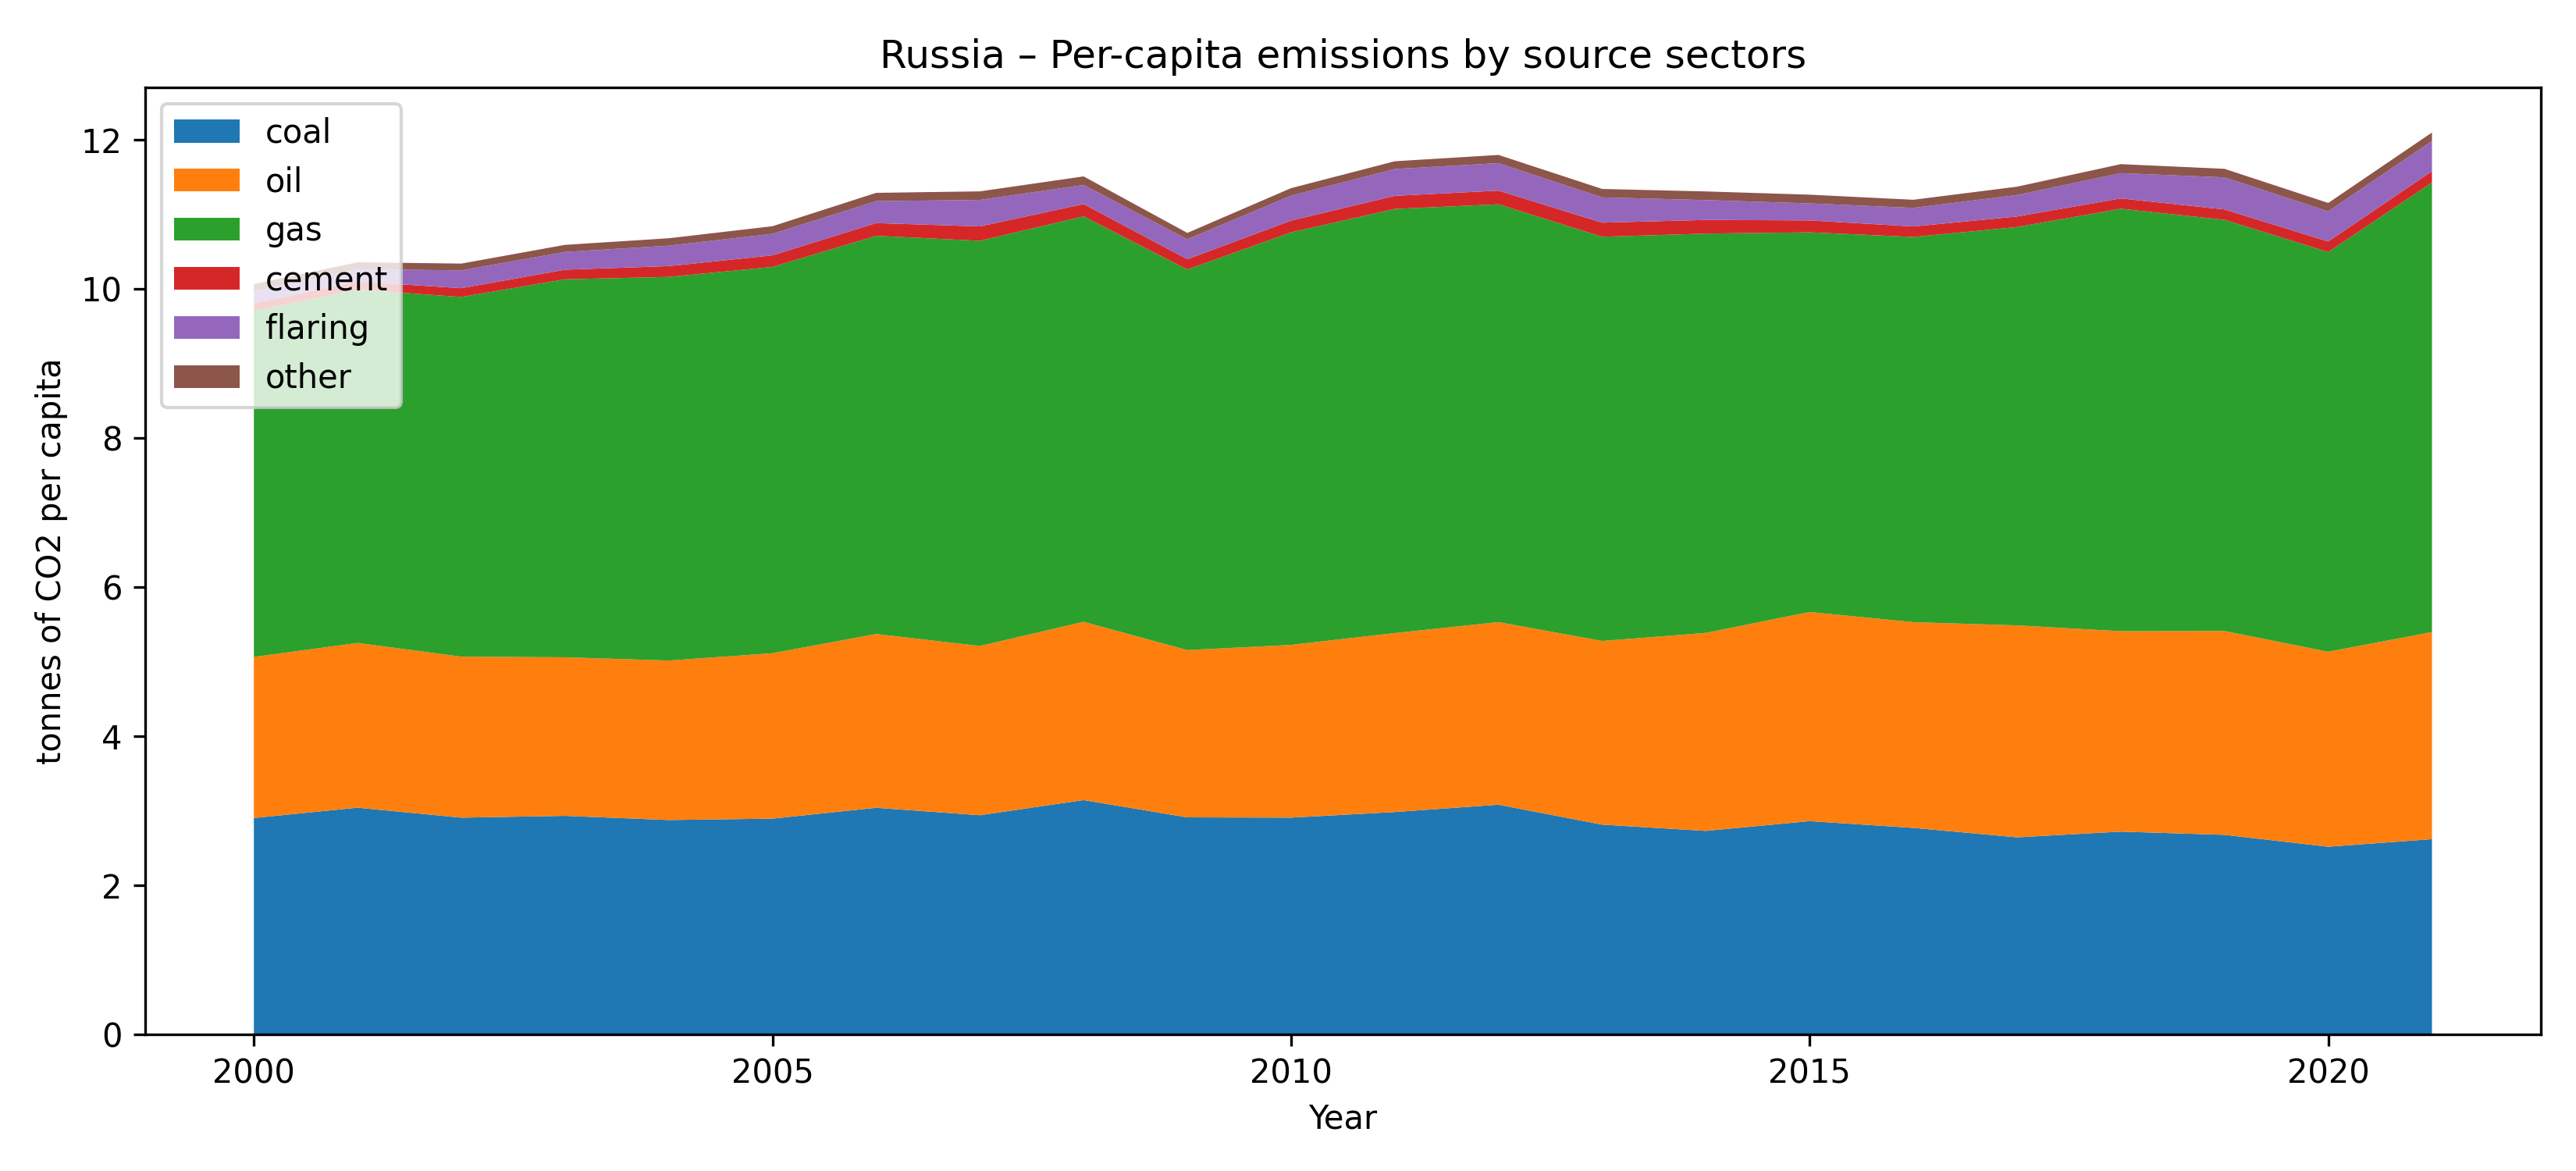 Russia – Per-capita emissions by source sectors
coal
oil
gas
cement
flaring
other
tonnes of CO2 per capita
12
10
8
6
4
2
0
2000 2005 2010 2015 2020
Year